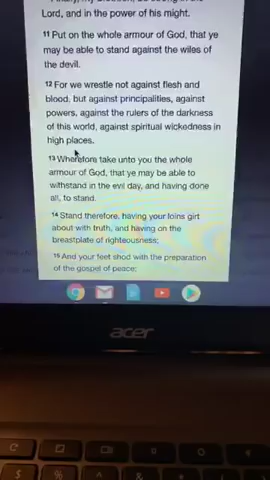 Lord, and in the power of his might.
11 Put on the whole armour of God, that ye
may be able to stand against the wiles of
the devil.
12 For we wrestle not against flesh and
blood, but against principalities, against
powers, against the rulers of the darkness
of this world, against spiritual wickedness in
high places.
13 Wherefore take unto you the whole
armour of God, that ye may be able to
withstand in the evil day, and having done
all, to stand.
14 Stand therefore, having your loins girt
about with truth, and having on the
breastplate of righteousness;
15 And your feet shod with the preparation
of the gospel of peace;
acer
$ % ^ &